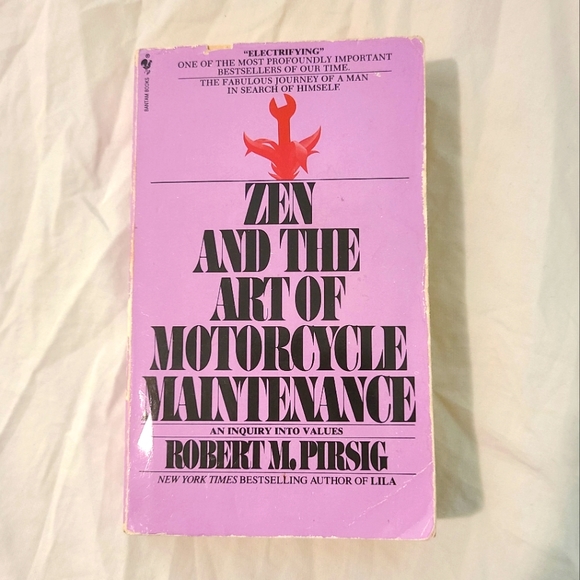 "ELECTRIFYING"
ONE OF THE MOST PROFOUNDLY IMPORTANT
BESTSELLERS OF OUR TIME.
THE FABULOUS JOURNEY OF A MAN
IN SEARCH OF HIMSELF.
BANTAM BOOKS
ZEN
AND THE
ART OF
MOTORCYCLE
MAINTENANCE
AN INQUIRY INTO VALUES
ROBERT M. PIRSIG
NEW YORK TIMES BESTSELLING AUTHOR OF LILA